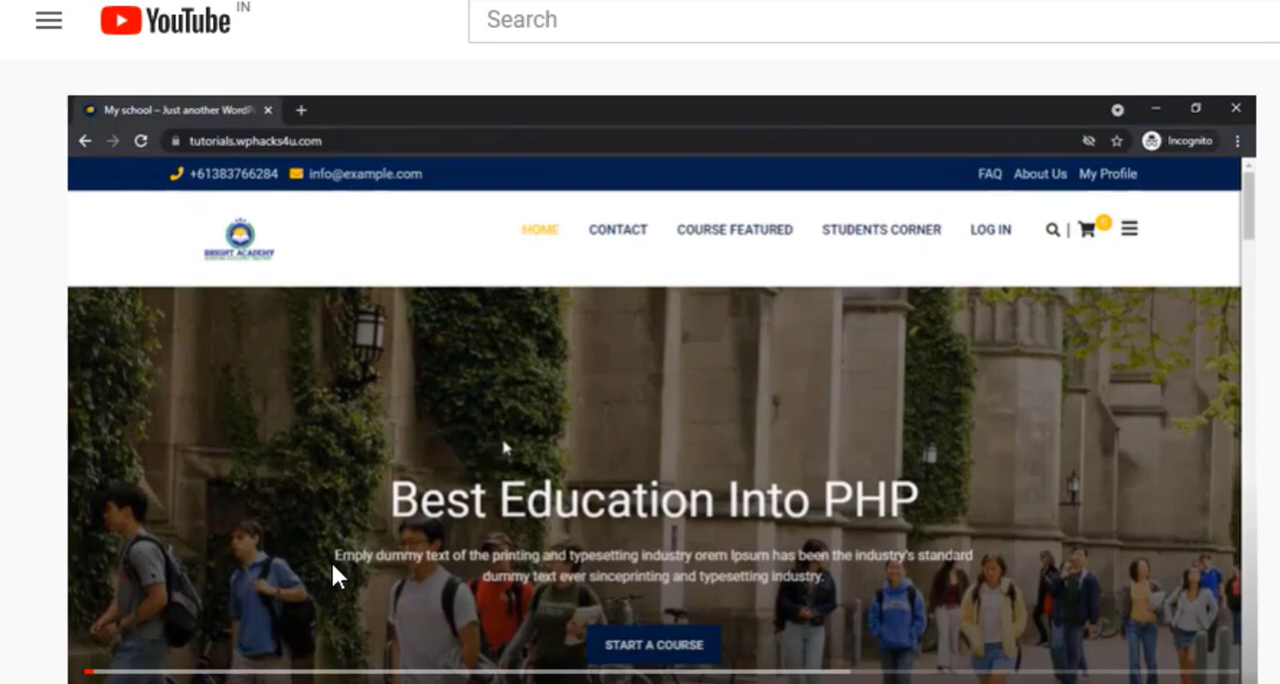 YouTube IN
Search
My school – Just another WordP
tutorials.wphacks4u.com
Incognito
+61383766284 info@example.com
FAQ About Us My Profile
BRIGHT ACADEMY
HOME CONTACT COURSE FEATURED STUDENTS CORNER LOG IN
Best Education Into PHP
Emply dummy text of the printing and typesetting industry orem Ipsum has been the industry's standard
dummy text ever sinceprinting and typesetting industry.
START A COURSE